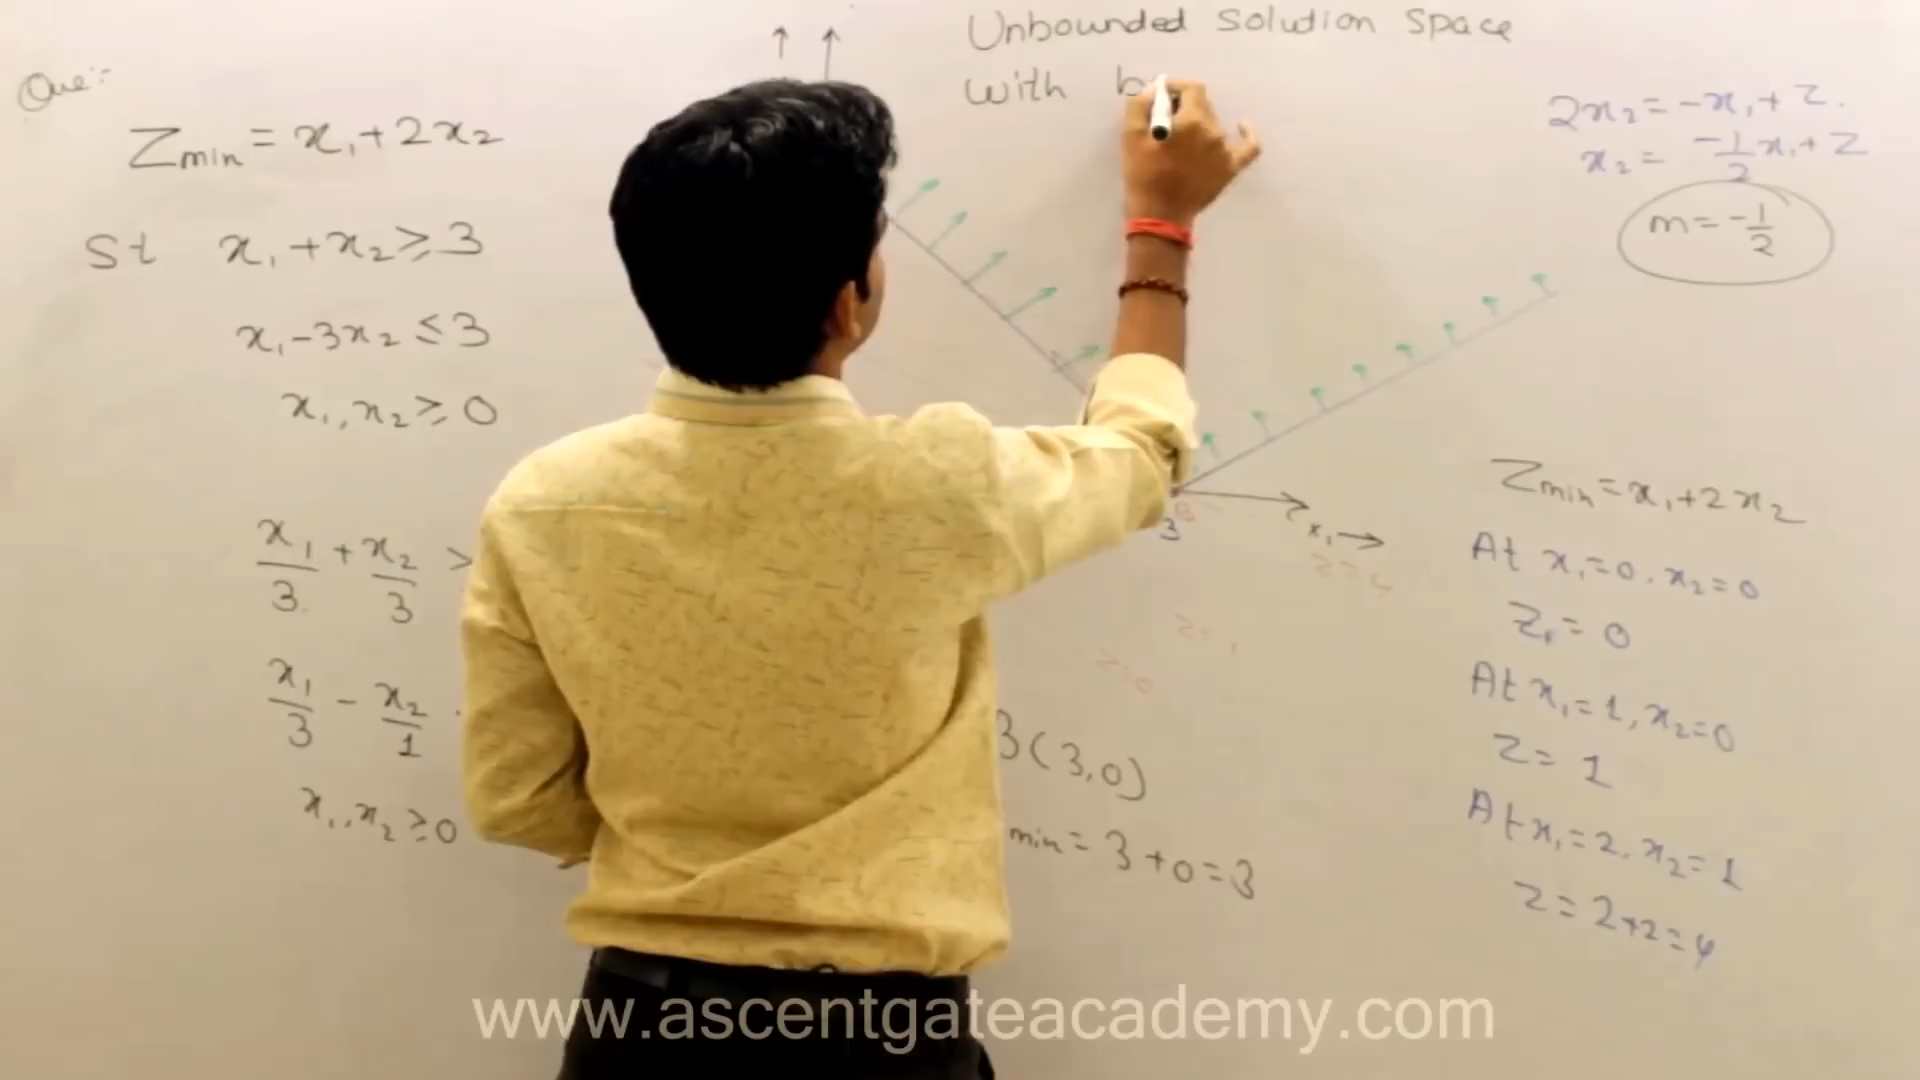 Que:-
Zmin = x₁ + 2x₂
St x₁ + x₂ ≥ 3
x₁ - 3x₂ ≤ 3
x₁, x₂ ≥ 0
x₁/3 + x₂/3 >
x₁/3 - x₂/1
x₁, x₂ ≥ 0
Unbounded Solution Space
With b
2x₂ = -x₁ + Z.
x₂ = -1/2 x₁ + Z
m = -1/2
3
x₁ →
Z = 4
Z = 1
Z=0
(3,0)
min = 3 + 0 = 3
Zmin = x₁ + 2x₂
At x₁=0. x₂=0
Z₁ = 0
At x₁=1, x₂=0
Z = 1
At x₁=2. x₂=1
Z = 2+2=4
www.ascentgateacademy.com